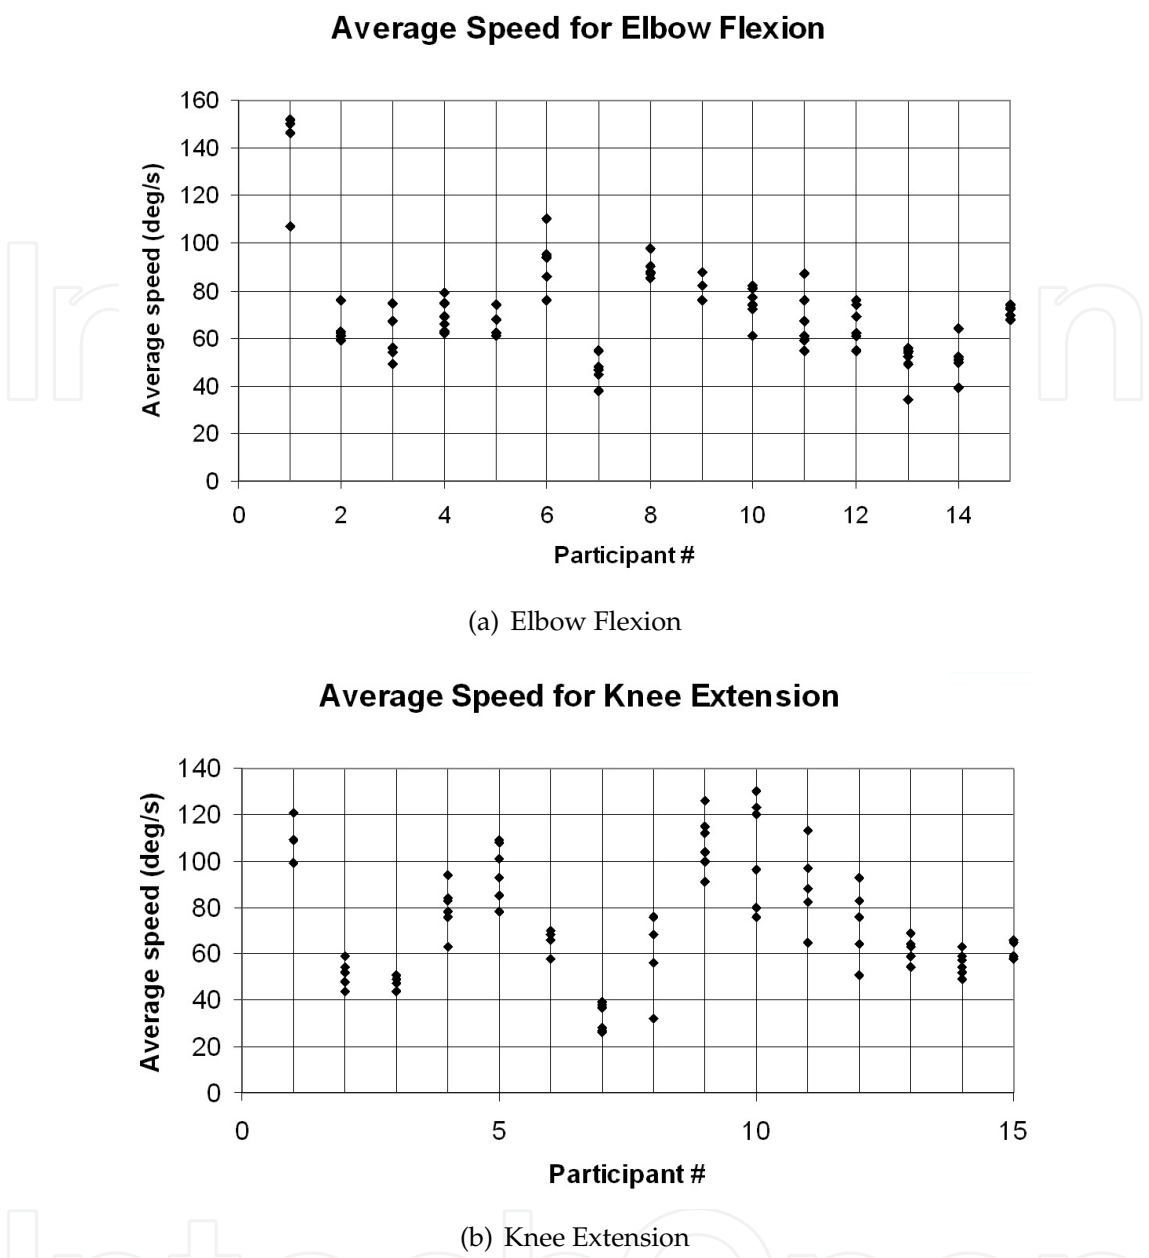 Average Speed for Elbow Flexion
160
140
120
100
80
60
40
20
0
0 2 4 6 8 10 12 14
Average speed (deg/s)
Participant #
(a) Elbow Flexion
Average Speed for Knee Extension
140
120
100
80
60
40
20
0
0 5 10 15
Average speed (deg/s)
Participant #
(b) Knee Extension